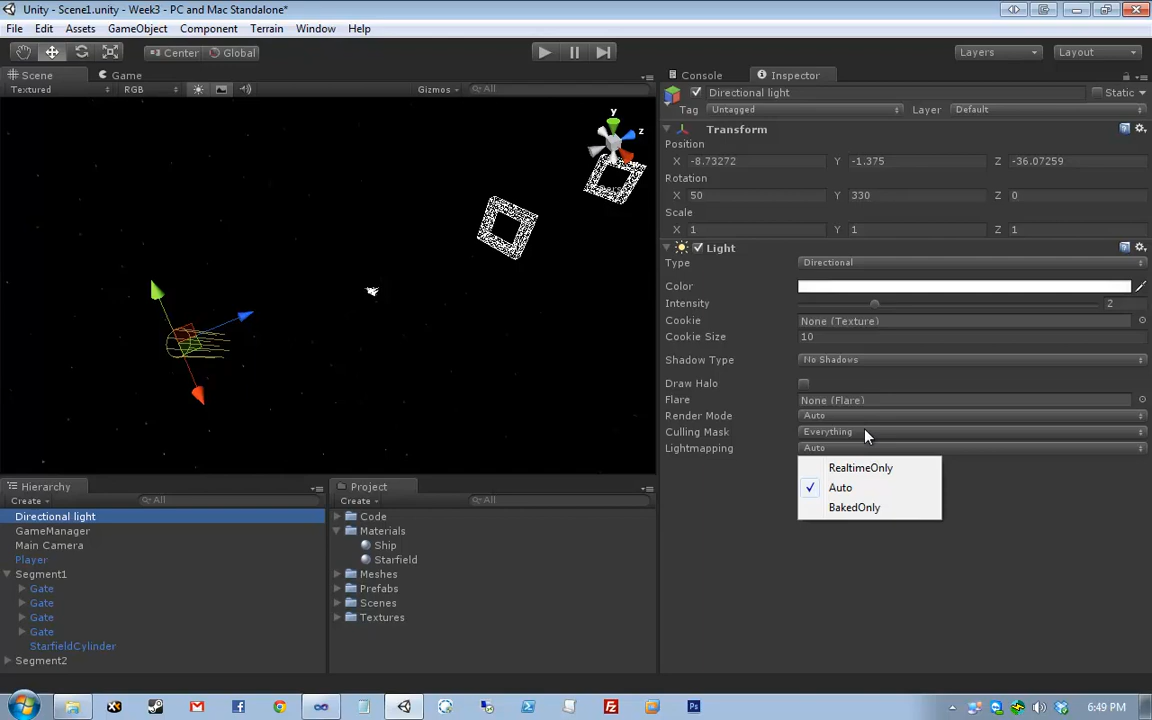 Unity - Scene1.unity - Week3 - PC and Mac Standalone*
File Edit Assets GameObject Component Terrain Window Help
Center Global Layers Layout
Scene Game Console Inspector
Textured RGB Gizmos All Directional light Static
Tag Untagged Layer Default
y
z
Transform
Position
X -8.73272 Y -1.375 Z -36.07259
Rotation
X 50 Y 330 Z 0
Scale
X 1 Y 1 Z 1
Light
Type Directional
Color
Intensity 2
Cookie None (Texture)
Cookie Size 10
Shadow Type No Shadows
Draw Halo
Flare None (Flare)
Render Mode Auto
Culling Mask Everything
Lightmapping Auto
RealtimeOnly
Auto
BakedOnly
Hierarchy
Create All
Directional light
GameManager
Main Camera
Player
Segment1
Gate
Gate
Gate
Gate
StarfieldCylinder
Segment2
Project
Create All
Code
Materials
Ship
Starfield
Meshes
Prefabs
Scenes
Textures
6:49 PM